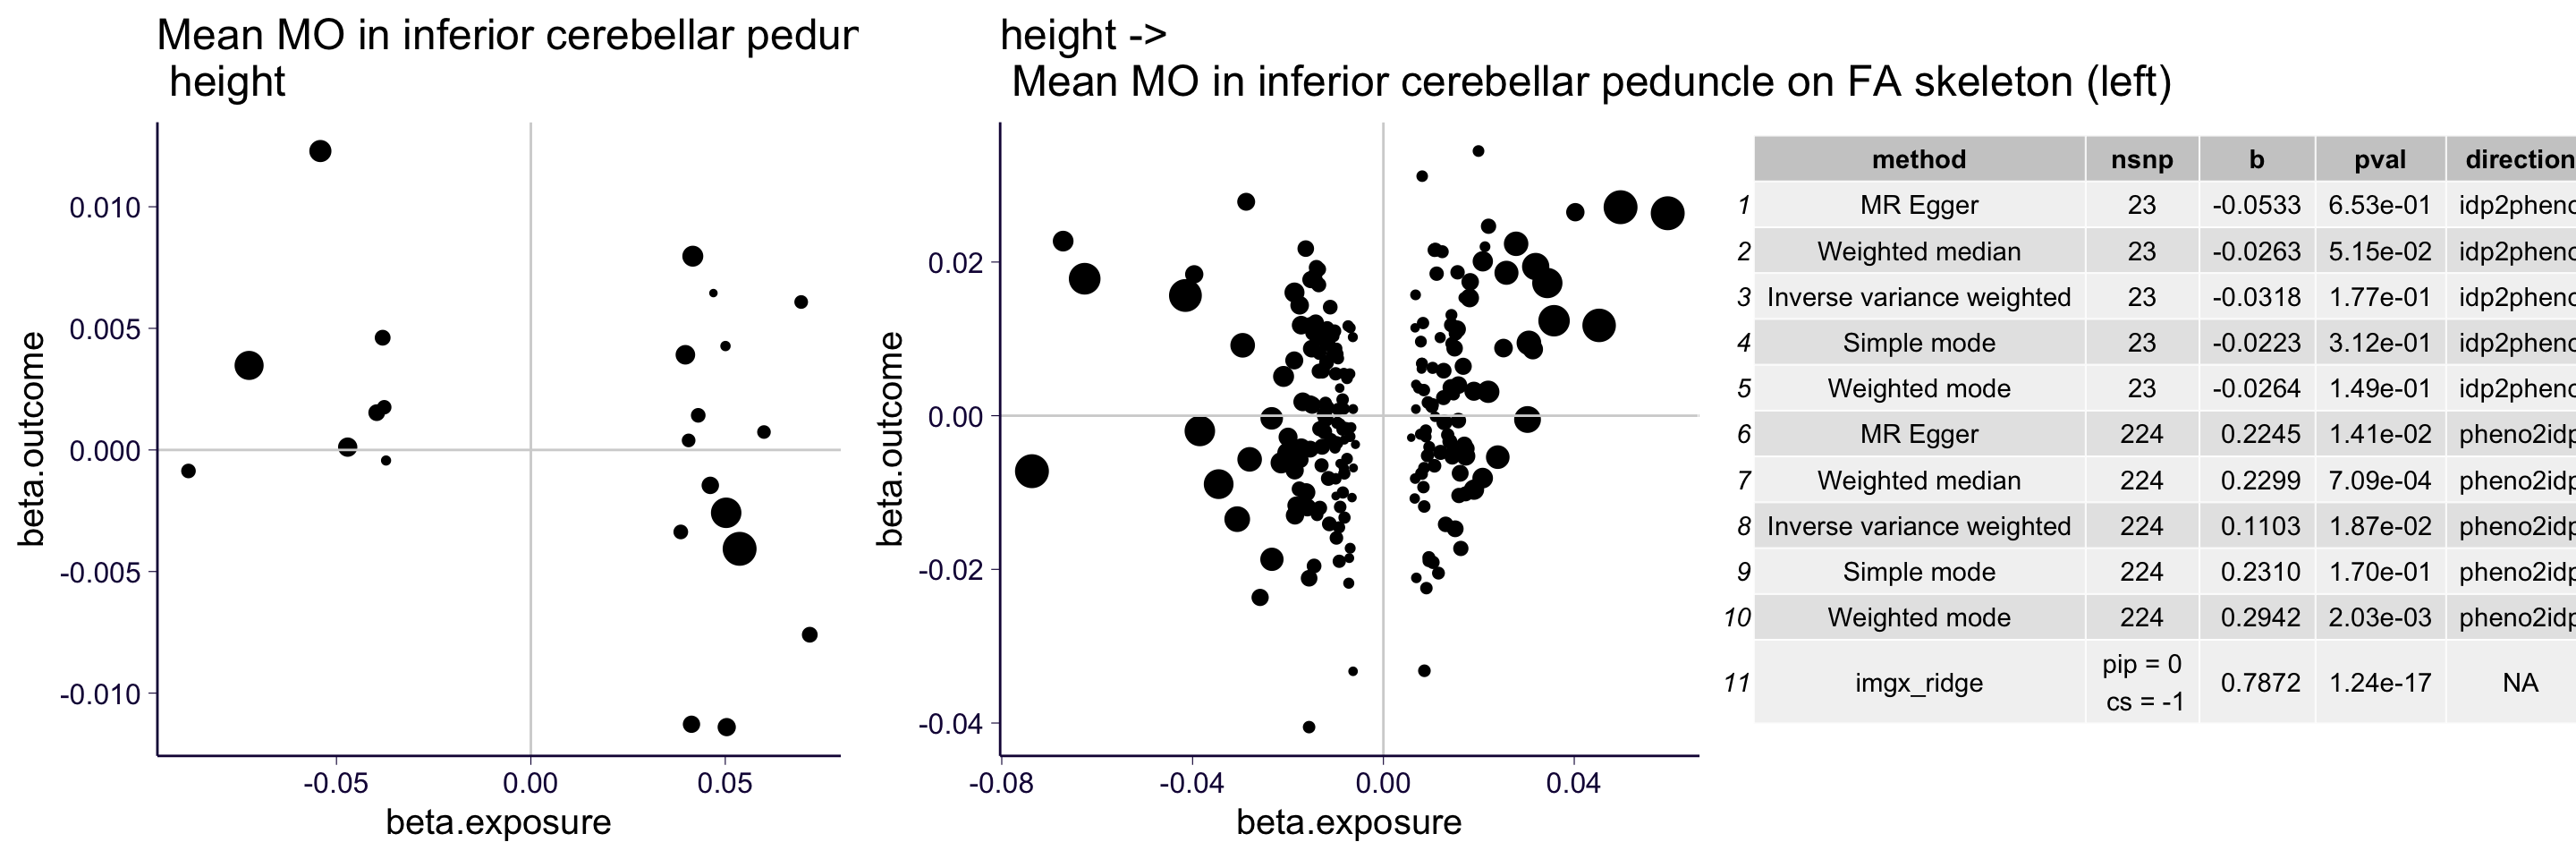 Mean MO in inferior cerebellar pedun
height
0.010
0.005
0.000
-0.005
-0.010
beta.outcome
-0.05 0.00 0.05
beta.exposure
height ->
Mean MO in inferior cerebellar peduncle on FA skeleton (left)
0.02
0.00
-0.02
-0.04
beta.outcome
-0.08 -0.04 0.00 0.04
beta.exposure
method nsnp b pval direction
1 MR Egger 23 -0.0533 6.53e-01 idp2pheno
2 Weighted median 23 -0.0263 5.15e-02 idp2pheno
3 Inverse variance weighted 23 -0.0318 1.77e-01 idp2pheno
4 Simple mode 23 -0.0223 3.12e-01 idp2pheno
5 Weighted mode 23 -0.0264 1.49e-01 idp2pheno
6 MR Egger 224 0.2245 1.41e-02 pheno2idp
7 Weighted median 224 0.2299 7.09e-04 pheno2idp
8 Inverse variance weighted 224 0.1103 1.87e-02 pheno2idp
9 Simple mode 224 0.2310 1.70e-01 pheno2idp
10 Weighted mode 224 0.2942 2.03e-03 pheno2idp
11 imgx_ridge pip = 0 0.7872 1.24e-17 NA
cs = -1